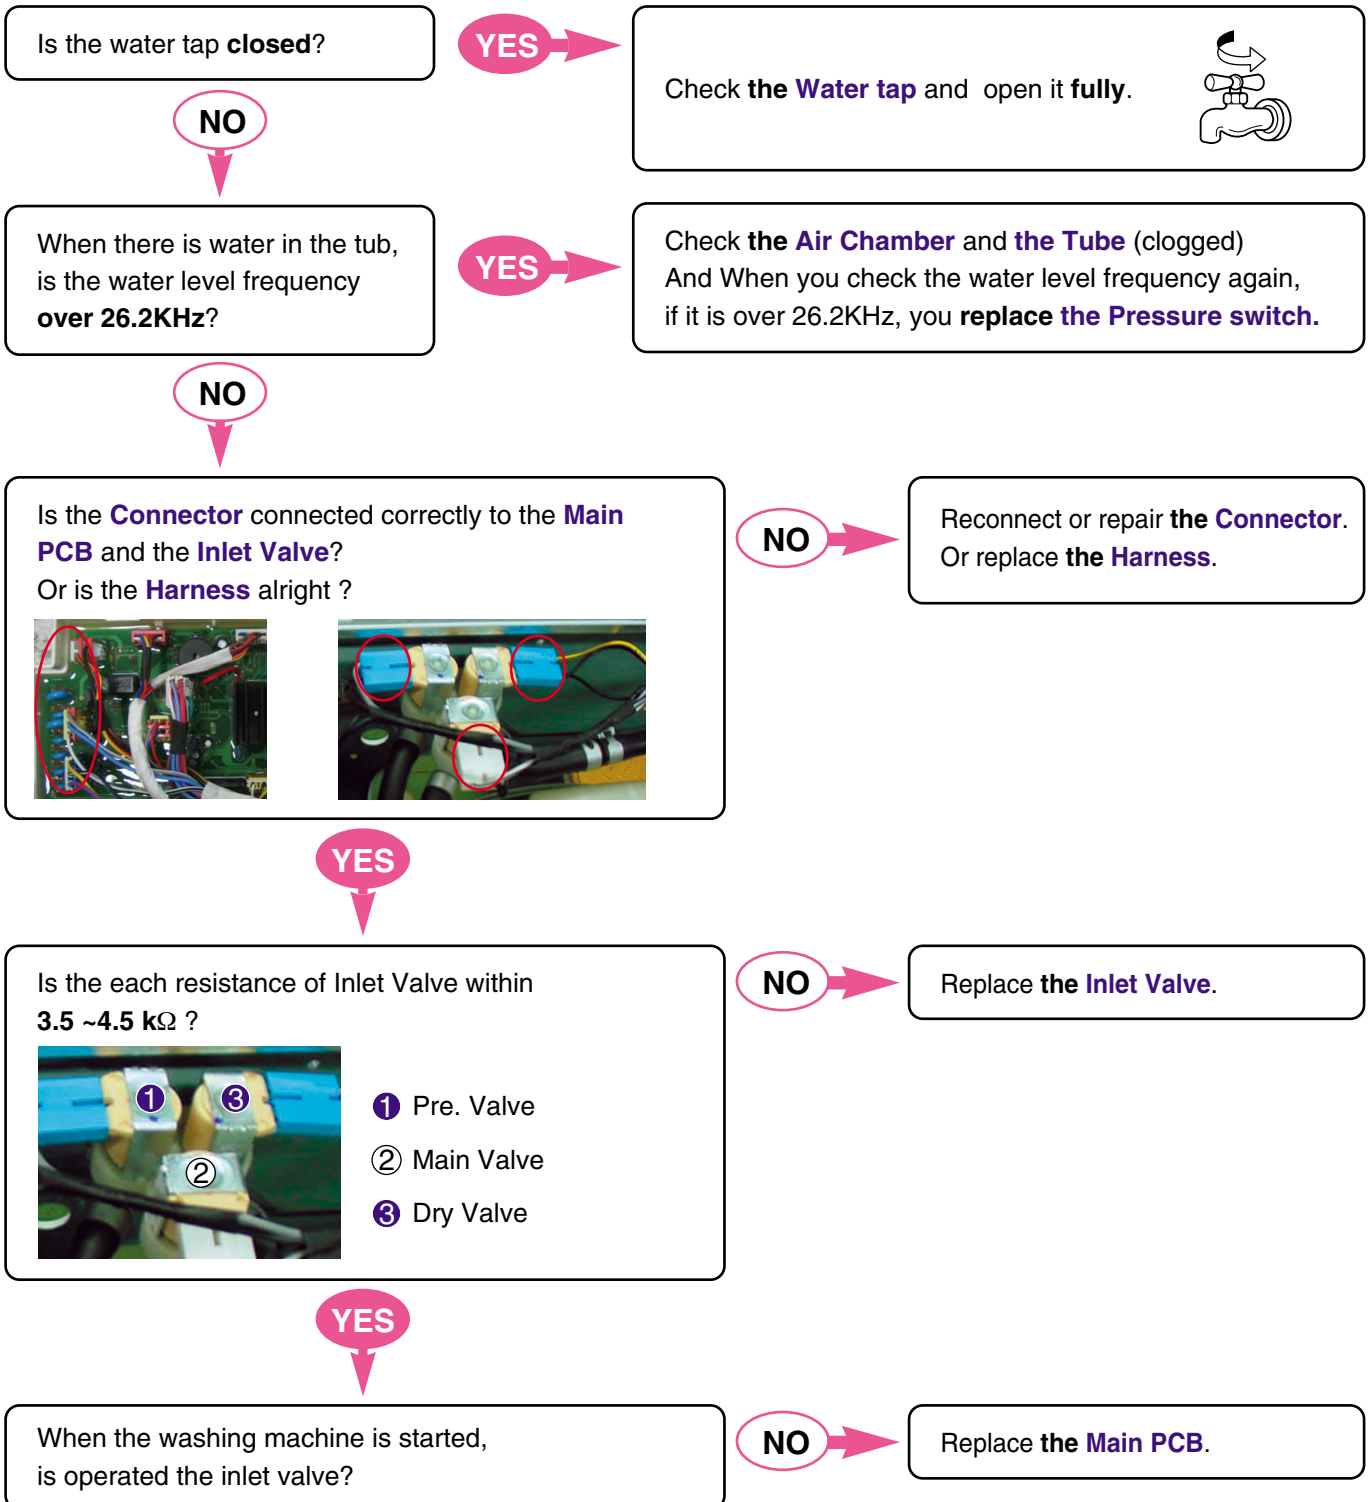 Is the water tap closed?
YES
Check the Water tap and open it fully.
NO
When there is water in the tub,
is the water level frequency
over 26.2KHz?
YES
Check the Air Chamber and the Tube (clogged)
And When you check the water level frequency again,
if it is over 26.2KHz, you replace the Pressure switch.
NO
Is the Connector connected correctly to the Main
PCB and the Inlet Valve?
Or is the Harness alright ?
NO
Reconnect or repair the Connector.
Or replace the Harness.
YES
Is the each resistance of Inlet Valve within
3.5 ~4.5 kΩ ?
NO
Replace the Inlet Valve.
1
3
2
❶ Pre. Valve
② Main Valve
❸ Dry Valve
YES
When the washing machine is started,
is operated the inlet valve?
NO
Replace the Main PCB.